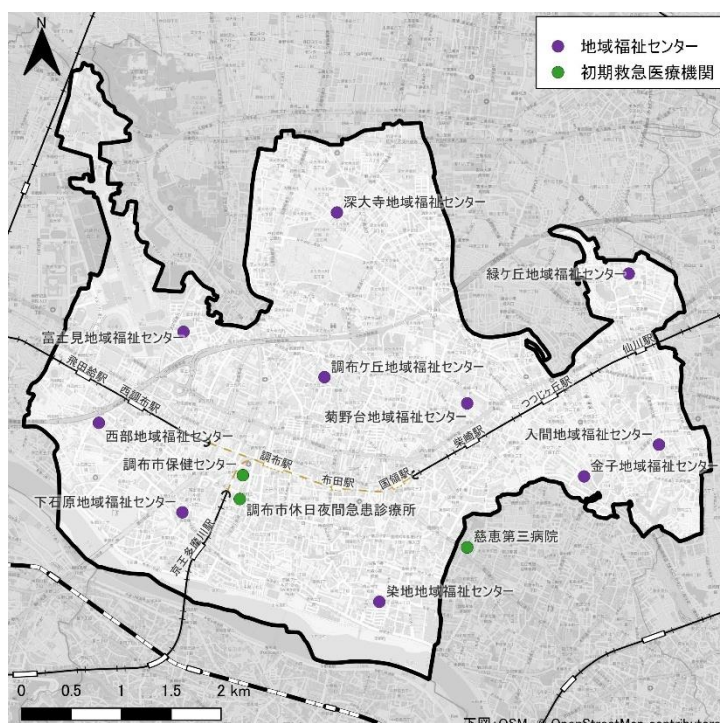 N
地域福祉センター
初期救急医療機関
深大寺地域福祉センター
緑ケ丘地域福祉センター
富士見地域福祉センター
仙川駅
飛田給駅
西調布駅
調布ケ丘地域福祉センター
つつじヶ丘駅
菊野台地域福祉センター
柴崎駅
西部地域福祉センター
入間地域福祉センター
調布駅
調布市保健センター
布田駅
国領駅
金子地域福祉センター
下石原地域福祉センター
調布市休日夜間急患診療所
京王多摩川駅
慈恵第三病院
染地地域福祉センター
0 0.5 1 1.5 2 km
下図:OSM © OpenStreetMap contributors